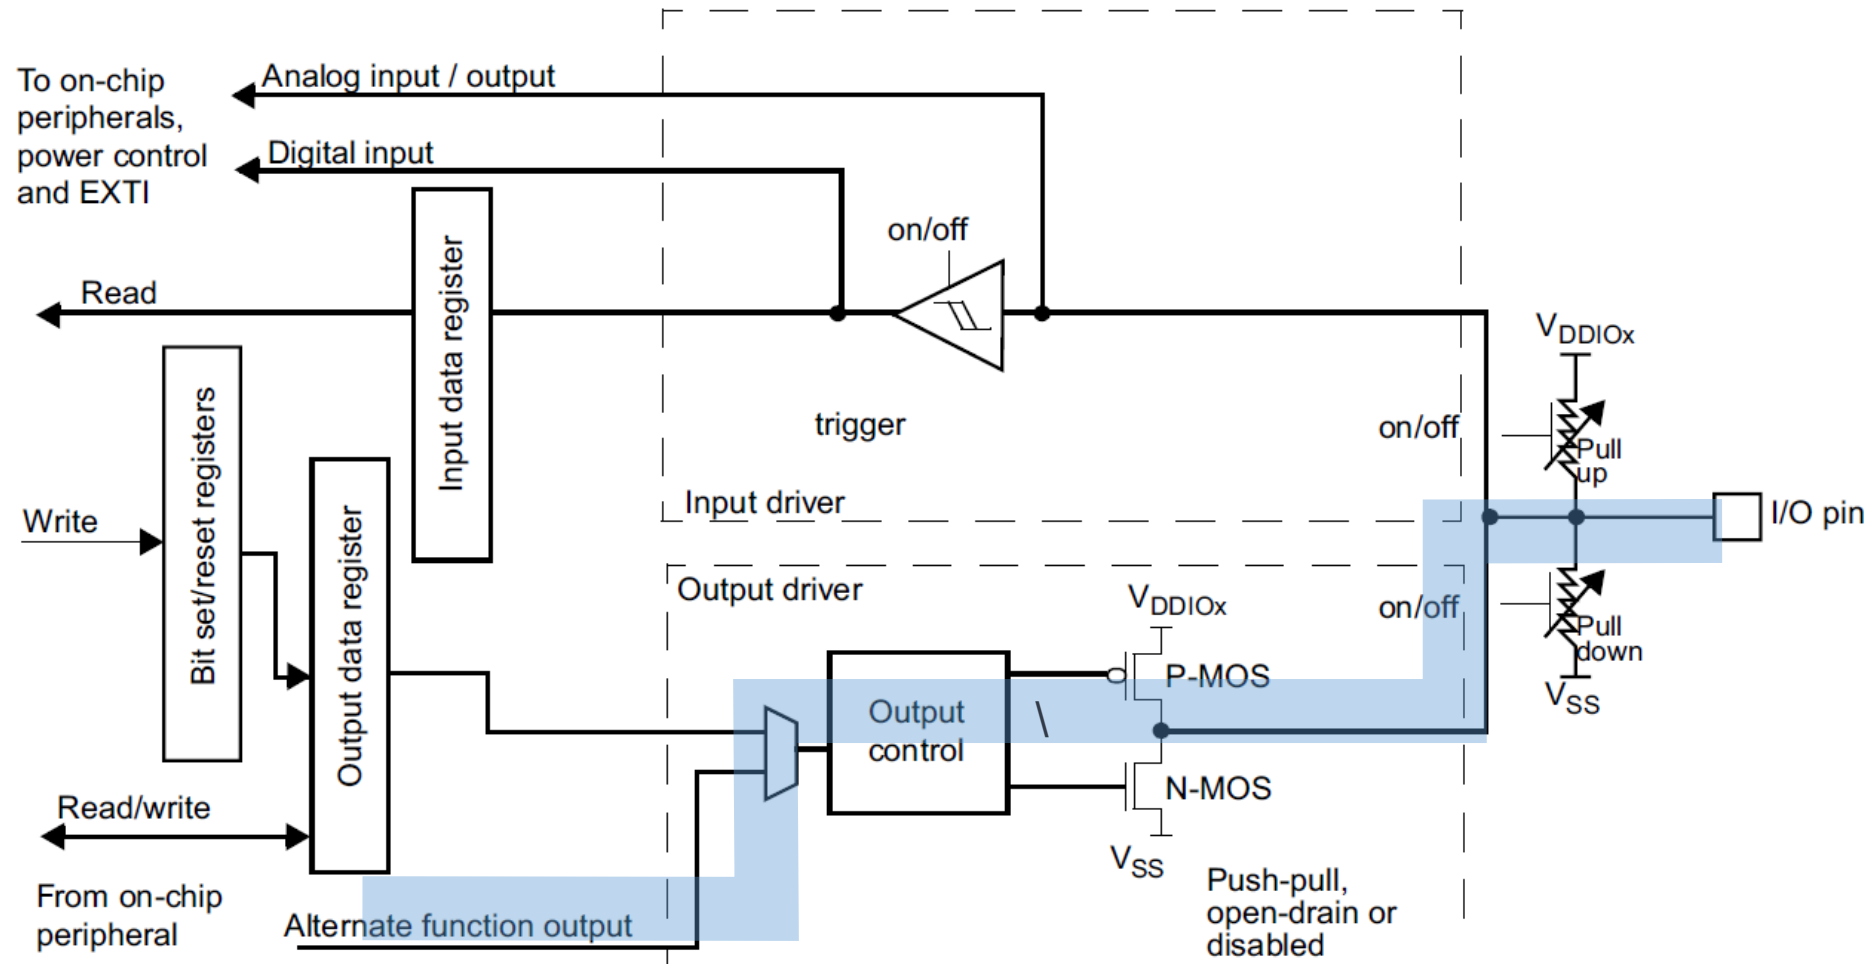 To on-chip
peripherals,
power control
and EXTI
Analog input / output
Digital input
on/off
Read
Input data register
trigger
Input driver
Bit set/reset registers
Write
Output data register
Read/write
From on-chip
peripheral
Alternate function output
Output driver
Output
control
\
VDDIOx
P-MOS
N-MOS
VSS
Push-pull,
open-drain or
disabled
VDDIOx
on/off
Pull
up
I/O pin
on/off
Pull
down
VSS